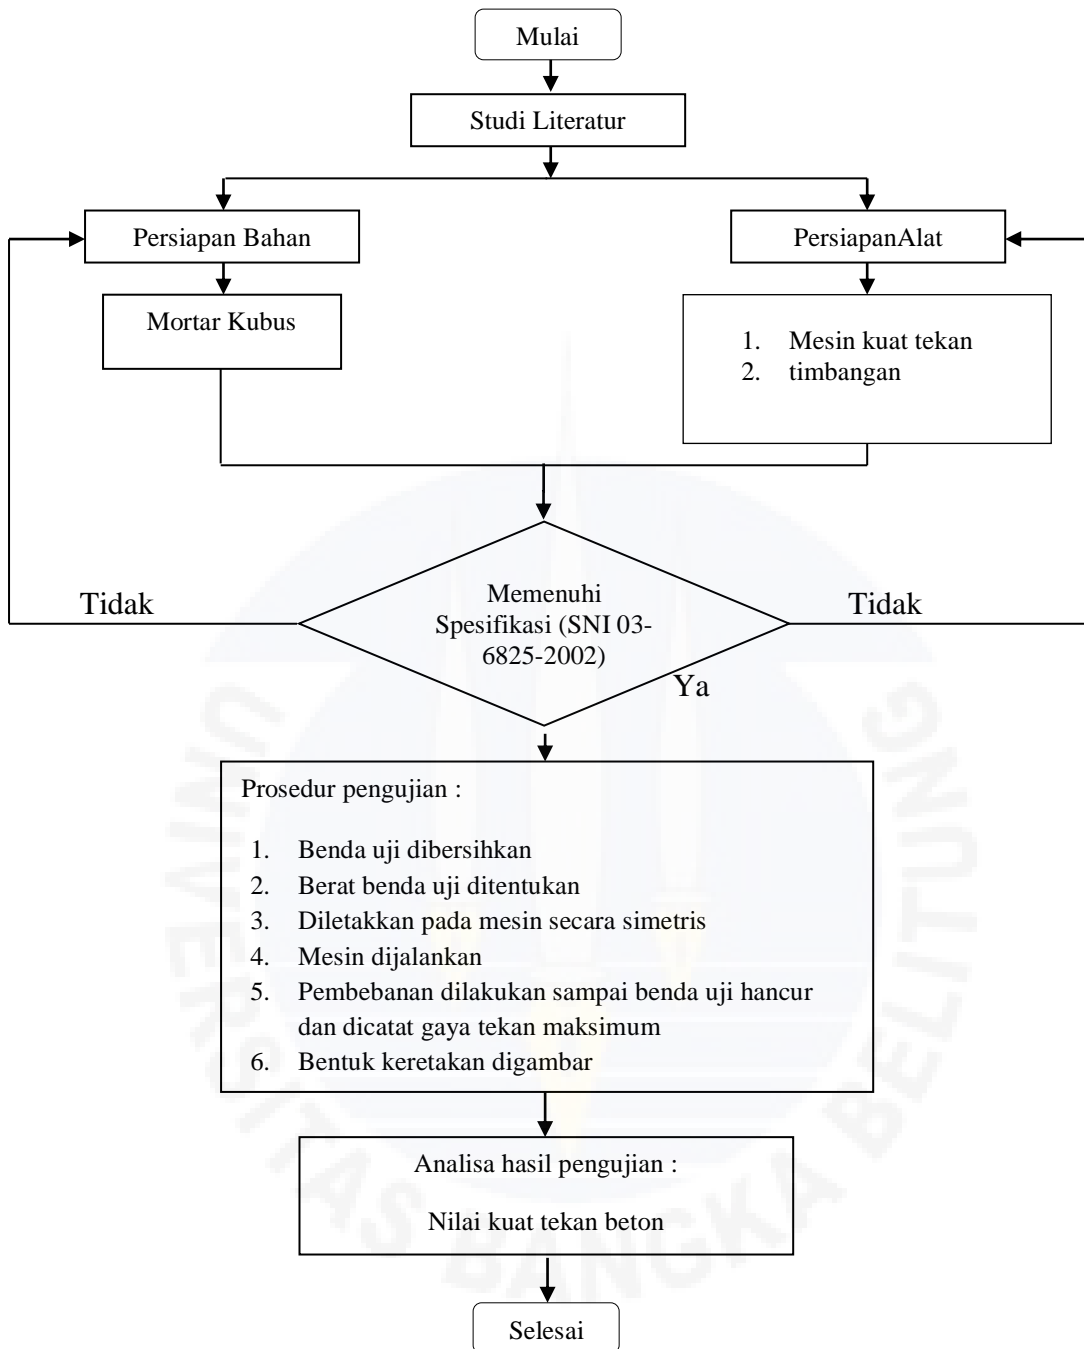 Mulai
Studi Literatur
Persiapan Bahan
PersiapanAlat
Mortar Kubus
1. Mesin kuat tekan
2. timbangan
Tidak
Memenuhi
Spesifikasi (SNI 03-
6825-2002)
Tidak
Ya
Prosedur pengujian :
1. Benda uji dibersihkan
2. Berat benda uji ditentukan
3. Diletakkan pada mesin secara simetris
4. Mesin dijalankan
5. Pembebanan dilakukan sampai benda uji hancur
dan dicatat gaya tekan maksimum
6. Bentuk keretakan digambar
Analisa hasil pengujian :
Nilai kuat tekan beton
Selesai
UNIVERSITAS BANGKA BELITUNG